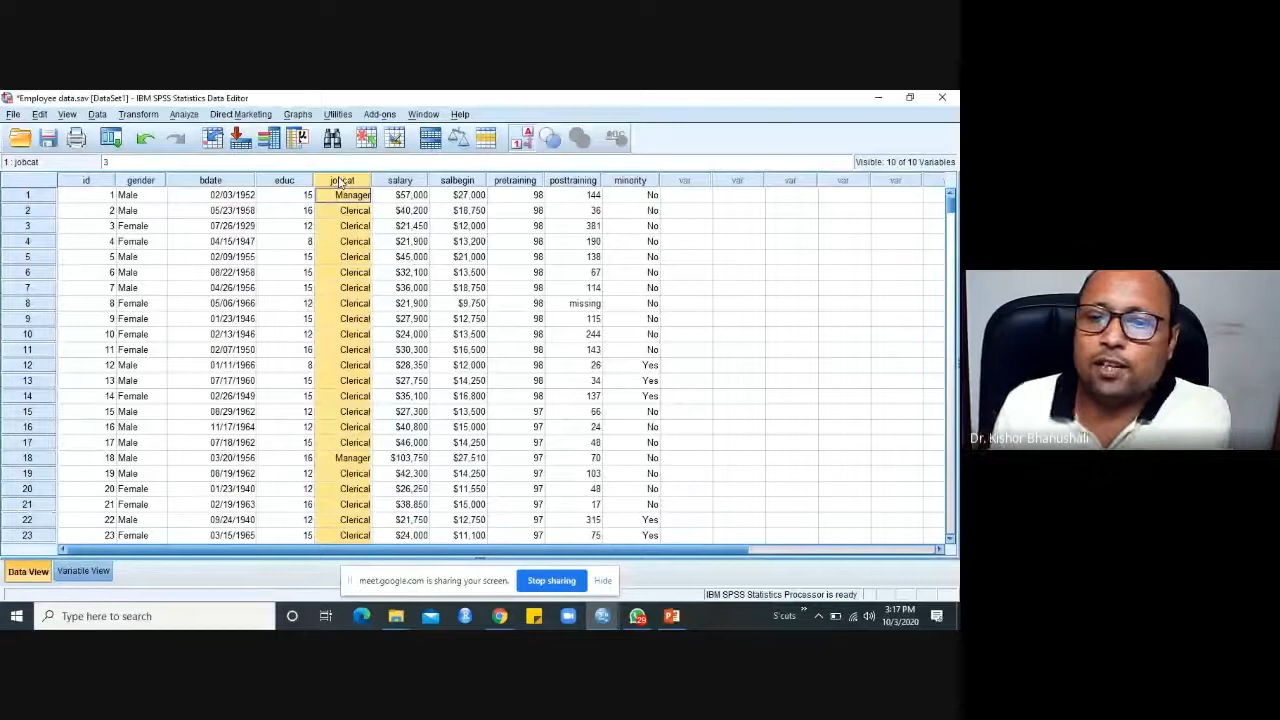 *Employee data.sav [DataSet1] - IBM SPSS Statistics Data Editor
File Edit View Data Transform Analyze Direct Marketing Graphs Utilities Add-ons Window Help
1 : jobcat 3 Visible: 10 of 10 Variables
id gender bdate educ jobcat salary salbegin pretraining posttraining minority var var var var var
1 1 Male 02/03/1952 15 Manager $57,000 $27,000 98 144 No
2 2 Male 05/23/1958 16 Clerical $40,200 $18,750 98 36 No
3 3 Female 07/26/1929 12 Clerical $21,450 $12,000 98 381 No
4 4 Female 04/15/1947 8 Clerical $21,900 $13,200 98 190 No
5 5 Male 02/09/1955 15 Clerical $45,000 $21,000 98 138 No
6 6 Male 08/22/1958 15 Clerical $32,100 $13,500 98 67 No
7 7 Male 04/26/1956 15 Clerical $36,000 $18,750 98 114 No
8 8 Female 05/06/1966 12 Clerical $21,900 $9,750 98 missing No
9 9 Female 01/23/1946 15 Clerical $27,900 $12,750 98 115 No
10 10 Female 02/13/1946 12 Clerical $24,000 $13,500 98 244 No
11 11 Female 02/07/1950 16 Clerical $30,300 $16,500 98 143 No
12 12 Male 01/11/1966 8 Clerical $28,350 $12,000 98 26 Yes
13 13 Male 07/17/1960 15 Clerical $27,750 $14,250 98 34 Yes
14 14 Female 02/26/1949 15 Clerical $35,100 $16,800 98 137 Yes
15 15 Male 08/29/1962 12 Clerical $27,300 $13,500 97 66 No
16 16 Male 11/17/1964 12 Clerical $40,800 $15,000 97 24 No
17 17 Male 07/18/1962 15 Clerical $46,000 $14,250 97 48 No
18 18 Male 03/20/1956 16 Manager $103,750 $27,510 97 70 No
19 19 Male 08/19/1962 12 Clerical $42,300 $14,250 97 103 No
20 20 Female 01/23/1940 12 Clerical $26,250 $11,550 97 48 No
21 21 Female 02/19/1963 16 Clerical $38,850 $15,000 97 17 No
22 22 Male 09/24/1940 12 Clerical $21,750 $12,750 97 315 Yes
23 23 Female 03/15/1965 15 Clerical $24,000 $11,100 97 75 Yes
Data View Variable View
meet.google.com is sharing your screen. Stop sharing Hide
IBM SPSS Statistics Processor is ready
Type here to search 29 S'cuts 3:17 PM
10/3/2020
Dr. Kishor Bhanushali